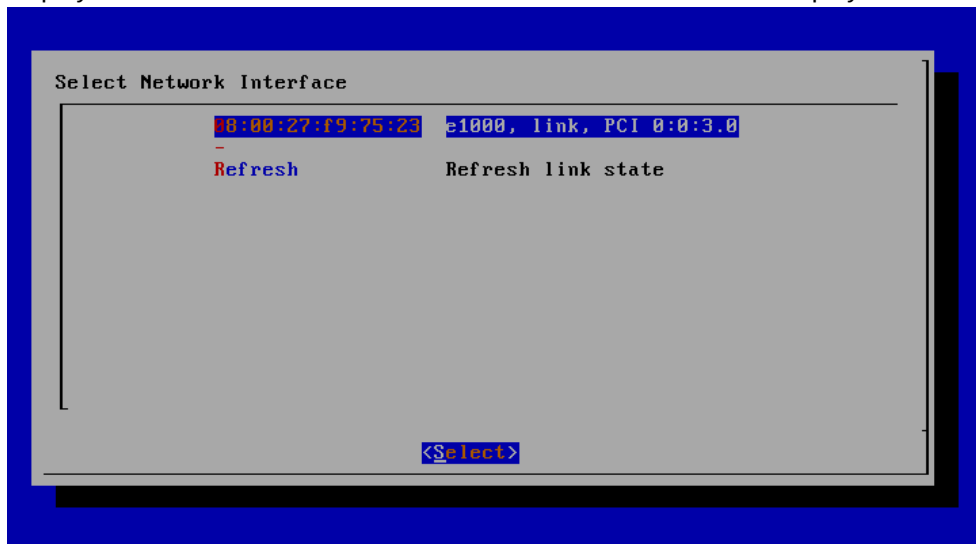 Select Network Interface
08:00:27:f9:75:23 e1000, link, PCI 0:0:3.0
-
Refresh Refresh link state
<Select>